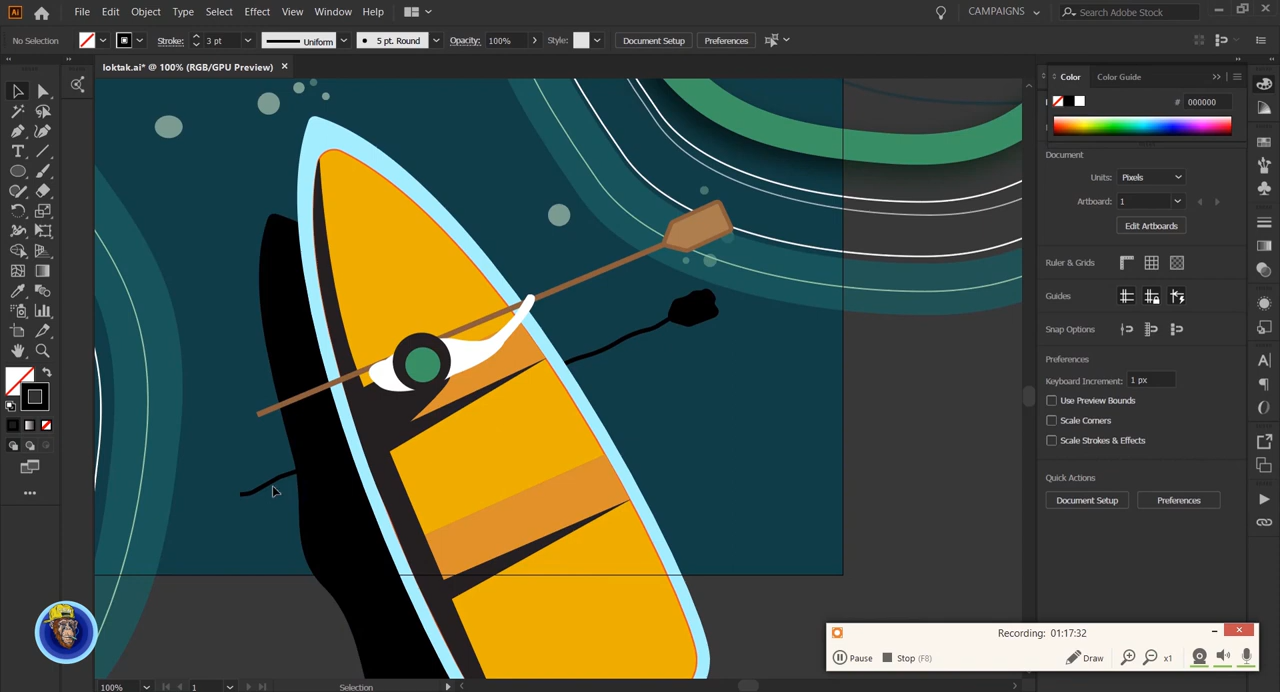 Ai File Edit Object Type Select Effect View Window Help CAMPAIGNS Search Adobe Stock
No Selection Stroke: 3 pt Uniform 5 pt. Round Opacity: 100% Style: Document Setup Preferences
loktak.ai* @ 100% (RGB/GPU Preview)
Color Color Guide
# 000000
Document
Units: Pixels
Artboard: 1
Edit Artboards
Ruler & Grids
Guides
Snap Options
Preferences
Keyboard Increment: 1 px
Use Preview Bounds
Scale Corners
Scale Strokes & Effects
Quick Actions
Document Setup Preferences
Recording: 01:17:32
Pause Stop (F8) Draw x1
100% 1 Selection